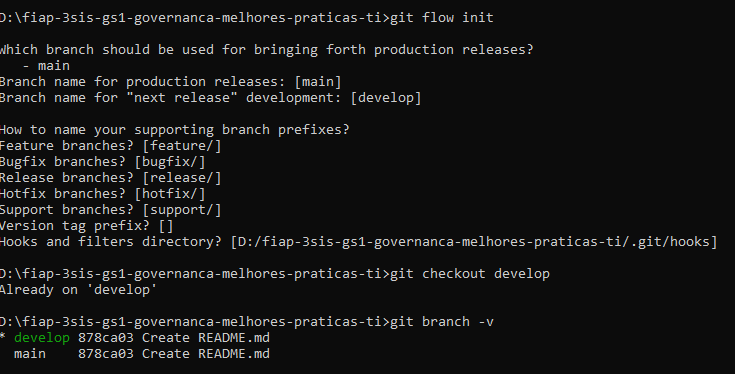 D:\fiap-3sis-gs1-governanca-melhores-praticas-ti>git flow init
Which branch should be used for bringing forth production releases?
   - main
Branch name for production releases: [main]
Branch name for "next release" development: [develop]
How to name your supporting branch prefixes?
Feature branches? [feature/]
Bugfix branches? [bugfix/]
Release branches? [release/]
Hotfix branches? [hotfix/]
Support branches? [support/]
Version tag prefix? []
Hooks and filters directory? [D:/fiap-3sis-gs1-governanca-melhores-praticas-ti/.git/hooks]
D:\fiap-3sis-gs1-governanca-melhores-praticas-ti>git checkout develop
Already on 'develop'
D:\fiap-3sis-gs1-governanca-melhores-praticas-ti>git branch -v
* develop 878ca03 Create README.md
  main    878ca03 Create README.md